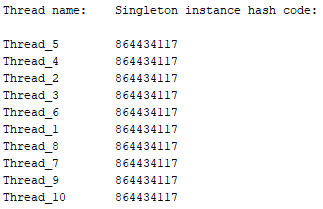 Thread name:    Singleton instance hash code:
Thread_5        864434117
Thread_4        864434117
Thread_2        864434117
Thread_3        864434117
Thread_6        864434117
Thread_1        864434117
Thread_8        864434117
Thread_7        864434117
Thread_9        864434117
Thread_10       864434117